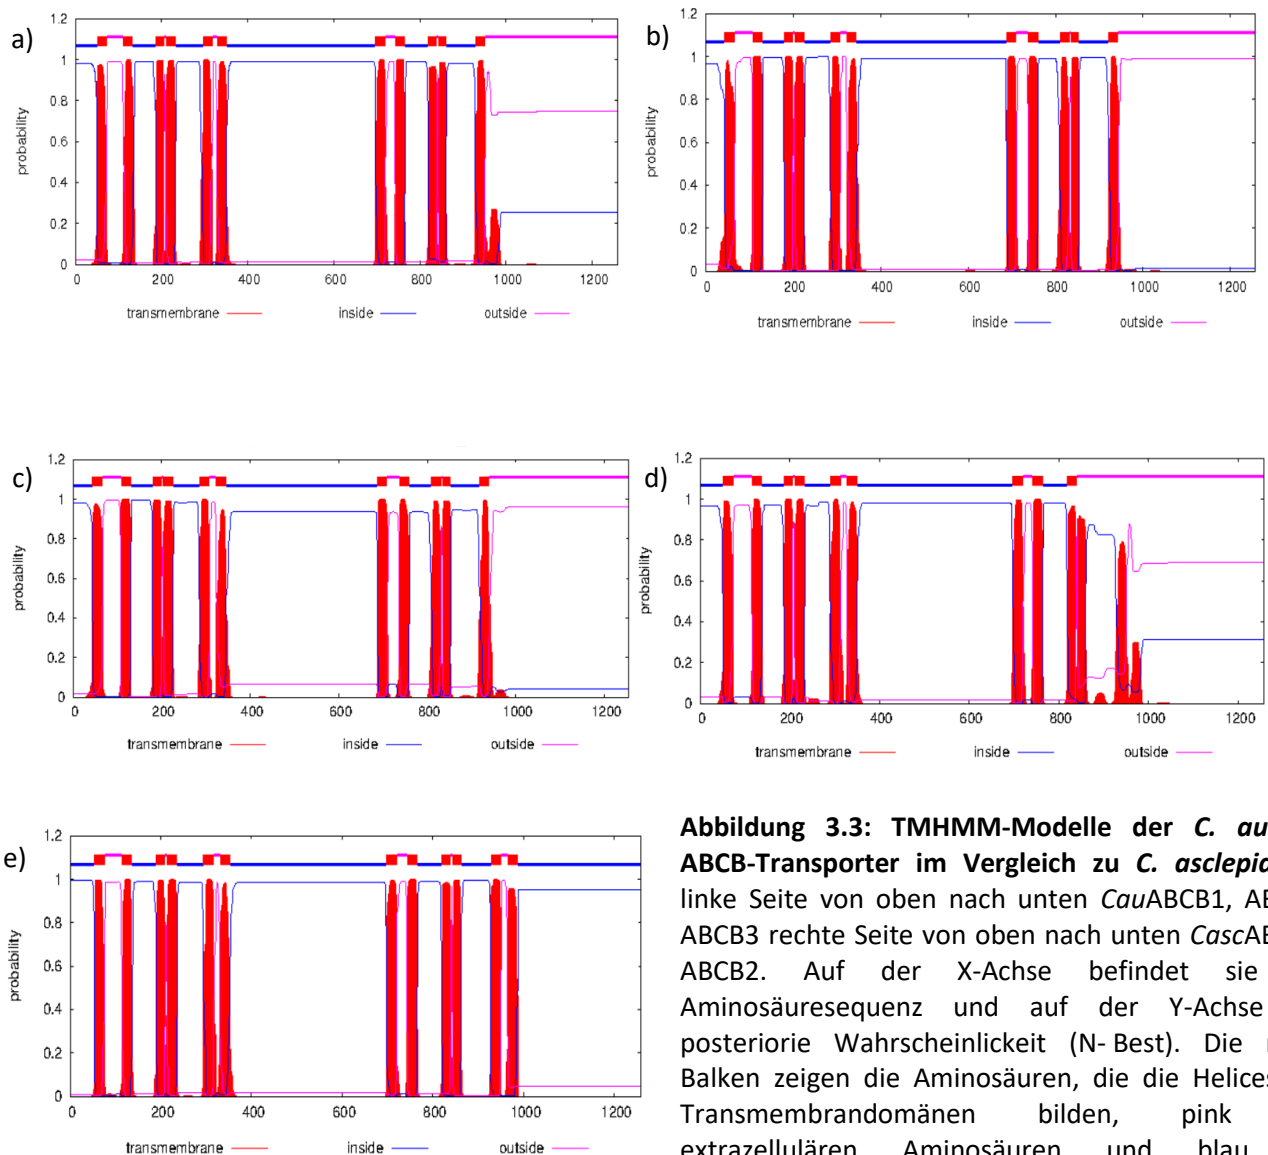 a)
1.2
1
0.8
0.6
0.4
0.2
0
probability
0 200 400 600 800 1000 1200
transmembrane inside outside
b)
1.2
1
0.8
0.6
0.4
0.2
0
probability
0 200 400 600 800 1000 1200
transmembrane inside outside
c)
1.2
1
0.8
0.6
0.4
0.2
0
probability
0 200 400 600 800 1000 1200
transmembrane inside outside
d)
1.2
1
0.8
0.6
0.4
0.2
0
probability
0 200 400 600 800 1000 1200
transmembrane inside outside
e)
1.2
1
0.8
0.6
0.4
0.2
0
probability
0 200 400 600 800 1000 1200
transmembrane inside outside
Abbildung 3.3: TMHMM-Modelle der C. au
ABCB-Transporter im Vergleich zu C. asclepia
linke Seite von oben nach unten CauABCB1, AB
ABCB3 rechte Seite von oben nach unten CascAB
ABCB2. Auf der X-Achse befindet sie
Aminosäuresequenz und auf der Y-Achse
posteriorie Wahrscheinlickeit (N- Best). Die
Balken zeigen die Aminosäuren, die die Helices
Transmembrandomänen bilden, pink
extrazellulären Aminosäuren und blau